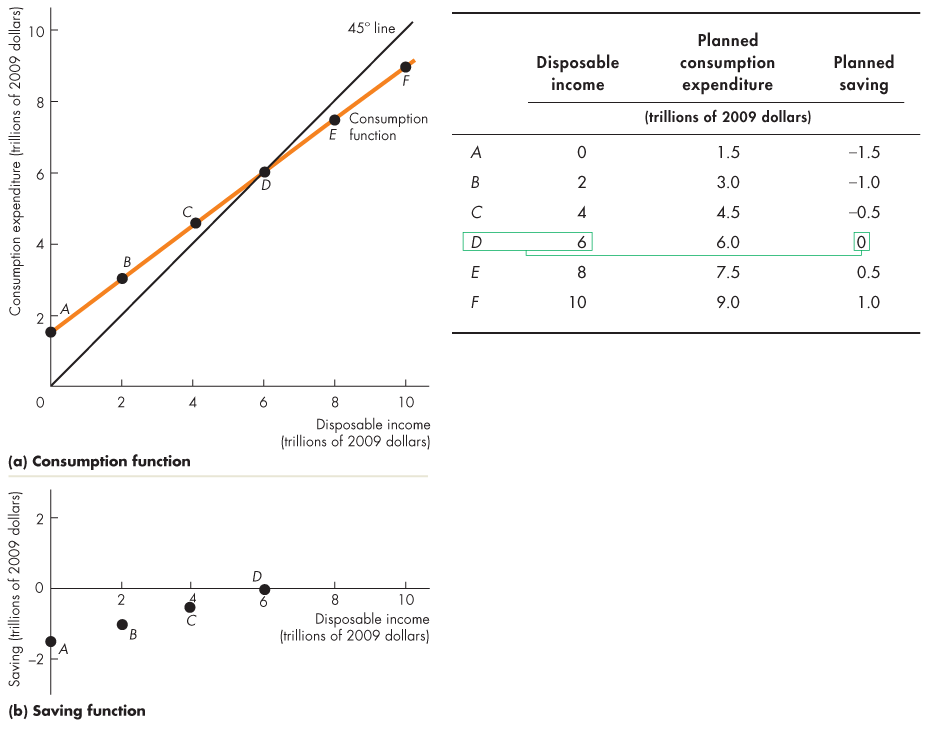 Consumption expenditure (trillions of 2009 dollars)
10
8
6
4
2
0
2
4
6
8
10
45° line
Consumption
function
A
B
C
D
E
F
Disposable income
(trillions of 2009 dollars)
(a) Consumption function
Saving (trillions of 2009 dollars)
2
0
–2
2
4
6
8
10
A
B
C
D
Disposable income
(trillions of 2009 dollars)
(b) Saving function
Planned
Disposable consumption Planned
income expenditure saving
(trillions of 2009 dollars)
A 0 1.5 –1.5
B 2 3.0 –1.0
C 4 4.5 –0.5
D 6 6.0 0
E 8 7.5 0.5
F 10 9.0 1.0